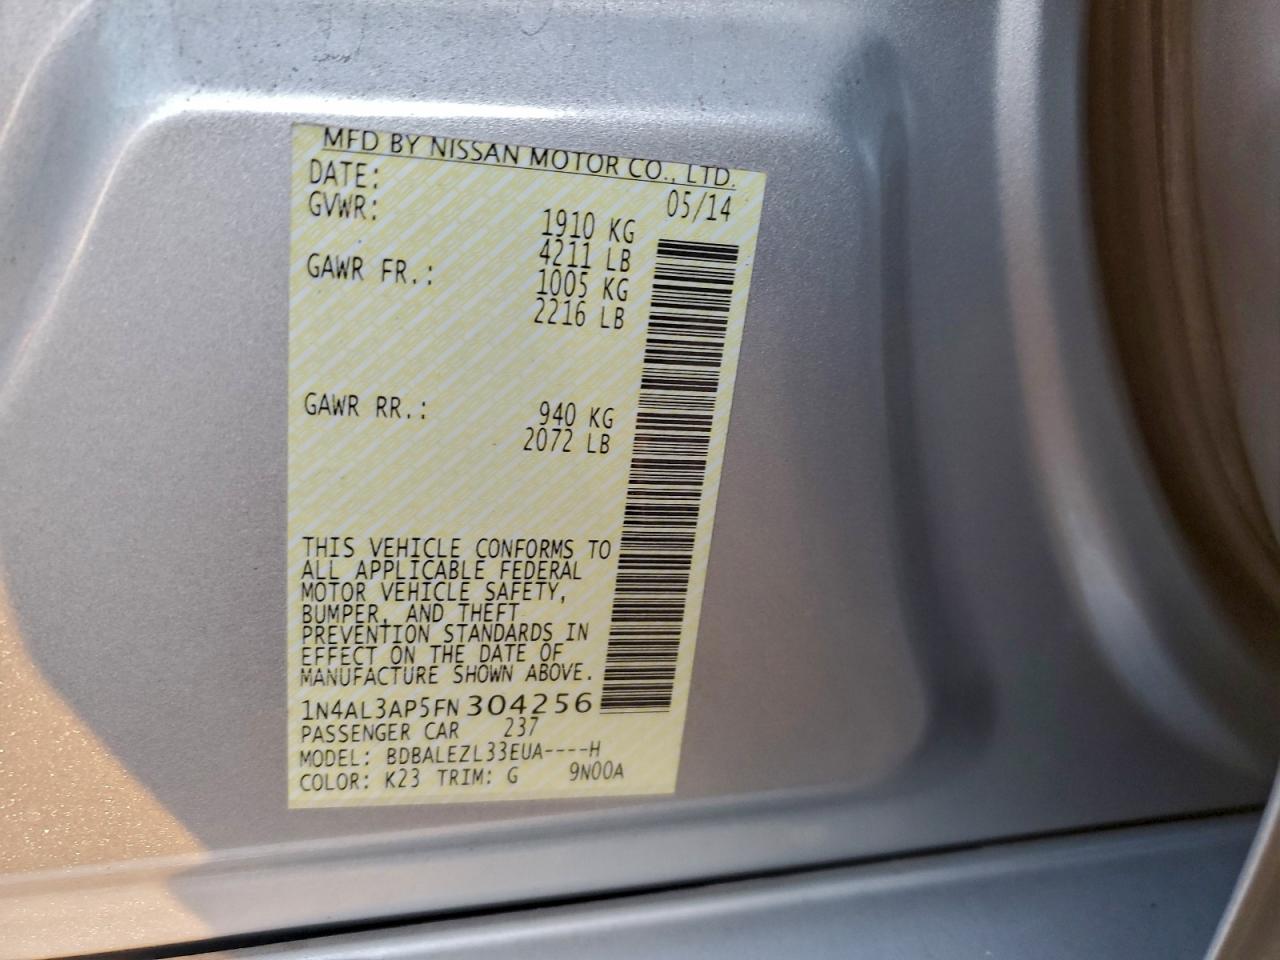 MFD BY NISSAN MOTOR CO., LTD.
DATE: 05/14
GVWR: 1910 KG
4211 LB
GAWR FR.: 1005 KG
2216 LB
GAWR RR.: 940 KG
2072 LB
THIS VEHICLE CONFORMS TO
ALL APPLICABLE FEDERAL
MOTOR VEHICLE SAFETY,
BUMPER, AND THEFT
PREVENTION STANDARDS IN
EFFECT ON THE DATE OF
MANUFACTURE SHOWN ABOVE.
1N4AL3AP5FN304256
PASSENGER CAR 237
MODEL: BDBALEZL33EUA----H
COLOR: K23 TRIM: G 9N00A